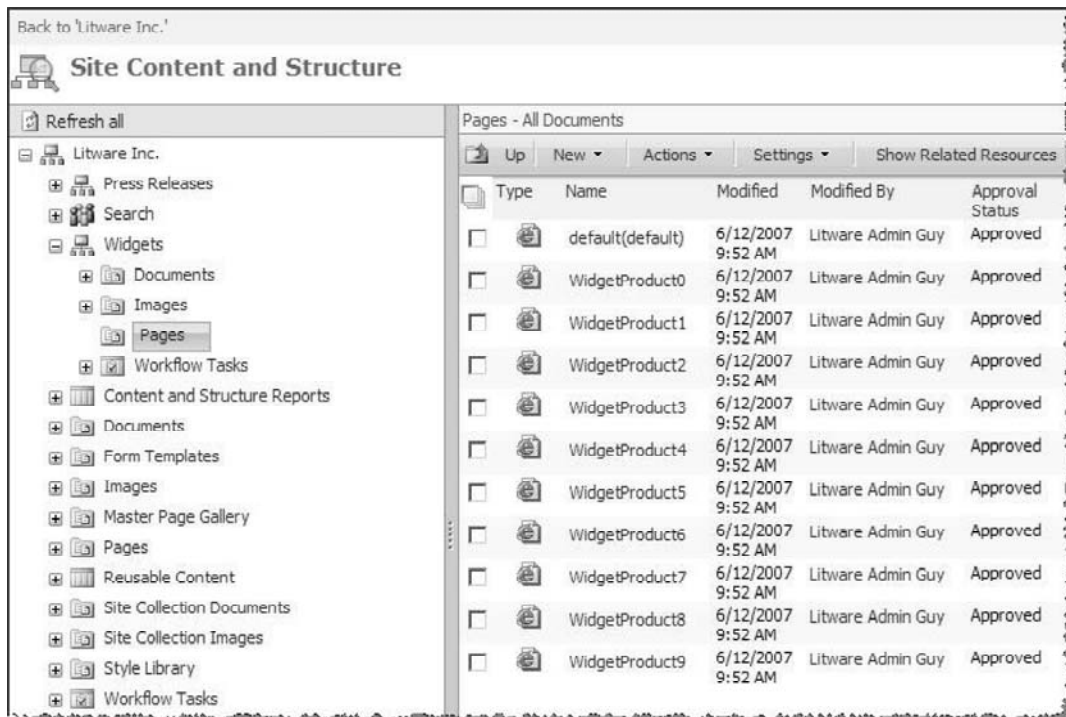 Back to 'Litware Inc.'
Site Content and Structure
Refresh all
Litware Inc.
Press Releases
Search
Widgets
Documents
Images
Pages
Workflow Tasks
Content and Structure Reports
Documents
Form Templates
Images
Master Page Gallery
Pages
Reusable Content
Site Collection Documents
Site Collection Images
Style Library
Workflow Tasks
Pages - All Documents
Up New Actions Settings Show Related Resources
Type Name Modified Modified By Approval
Status
default(default) 6/12/2007 Litware Admin Guy Approved
9:52 AM
WidgetProduct0 6/12/2007 Litware Admin Guy Approved
9:52 AM
WidgetProduct1 6/12/2007 Litware Admin Guy Approved
9:52 AM
WidgetProduct2 6/12/2007 Litware Admin Guy Approved
9:52 AM
WidgetProduct3 6/12/2007 Litware Admin Guy Approved
9:52 AM
WidgetProduct4 6/12/2007 Litware Admin Guy Approved
9:52 AM
WidgetProduct5 6/12/2007 Litware Admin Guy Approved
9:52 AM
WidgetProduct6 6/12/2007 Litware Admin Guy Approved
9:52 AM
WidgetProduct7 6/12/2007 Litware Admin Guy Approved
9:52 AM
WidgetProduct8 6/12/2007 Litware Admin Guy Approved
9:52 AM
WidgetProduct9 6/12/2007 Litware Admin Guy Approved
9:52 AM